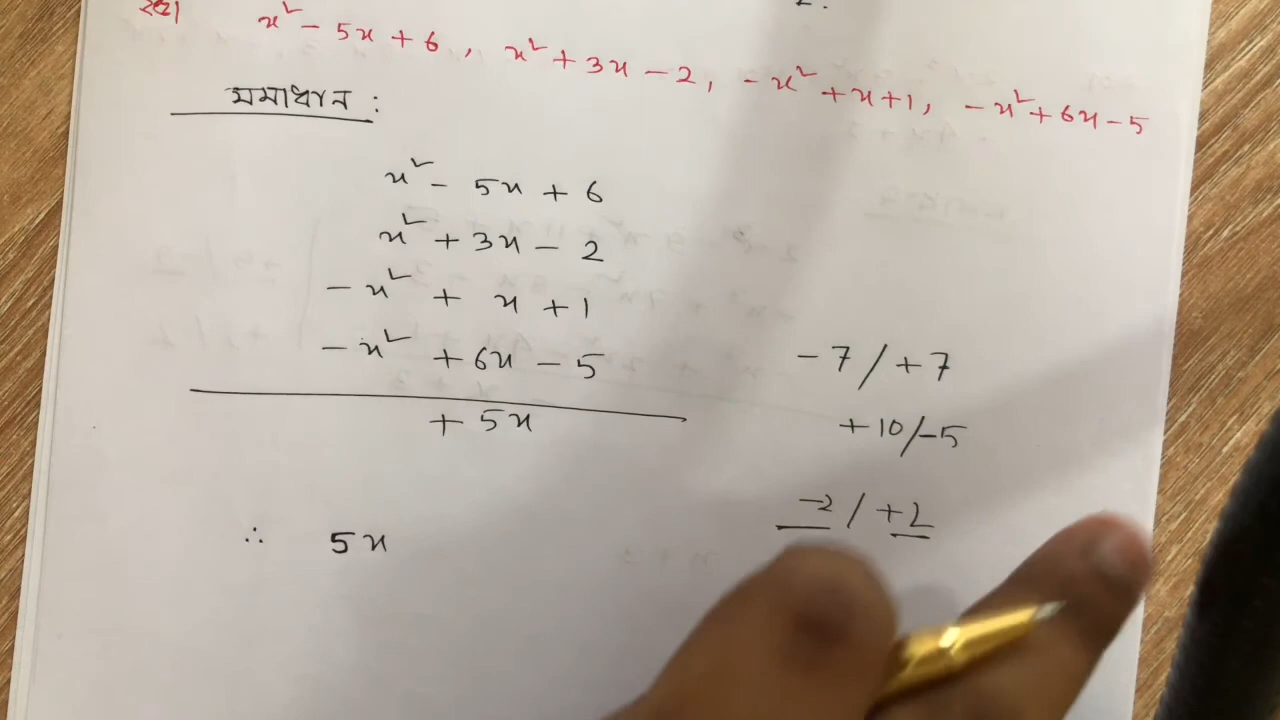 x² - 5x + 6, x² + 3x - 2, -x² + x + 1, -x² + 6x - 5
সমাধান :
x² - 5x + 6
x² + 3x - 2
-x² + x + 1
-x² + 6x - 5
+ 5x
∴ 5x
-7/+7
+10/-5
-2/+2